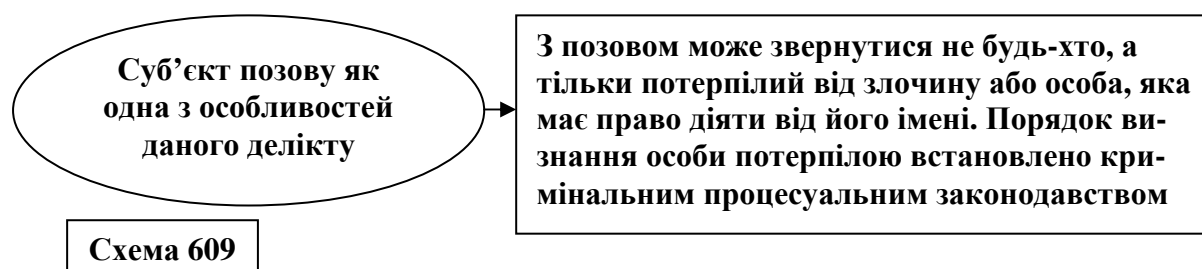 Суб’єкт позову як
одна з особливостей
даного делікту
З позовом може звернутися не будь-хто, а
тільки потерпілий від злочину або особа, яка
має право діяти від його імені. Порядок ви-
знання особи потерпілою встановлено кри-
мінальним процесуальним законодавством
Схема 609